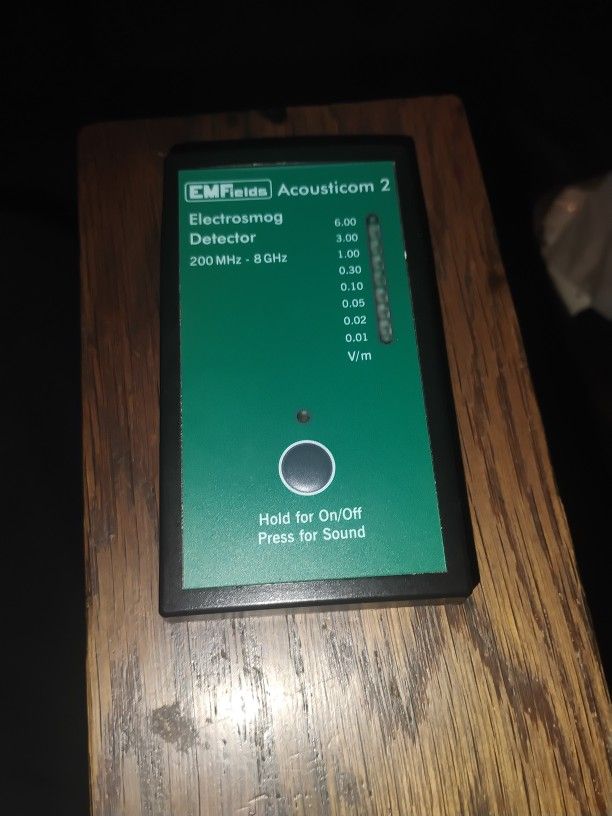 EMFields Acousticom 2
Electrosmog
Detector
200 MHz - 8 GHz
6.00
3.00
1.00
0.30
0.10
0.05
0.02
0.01
V/m
Hold for On/Off
Press for Sound